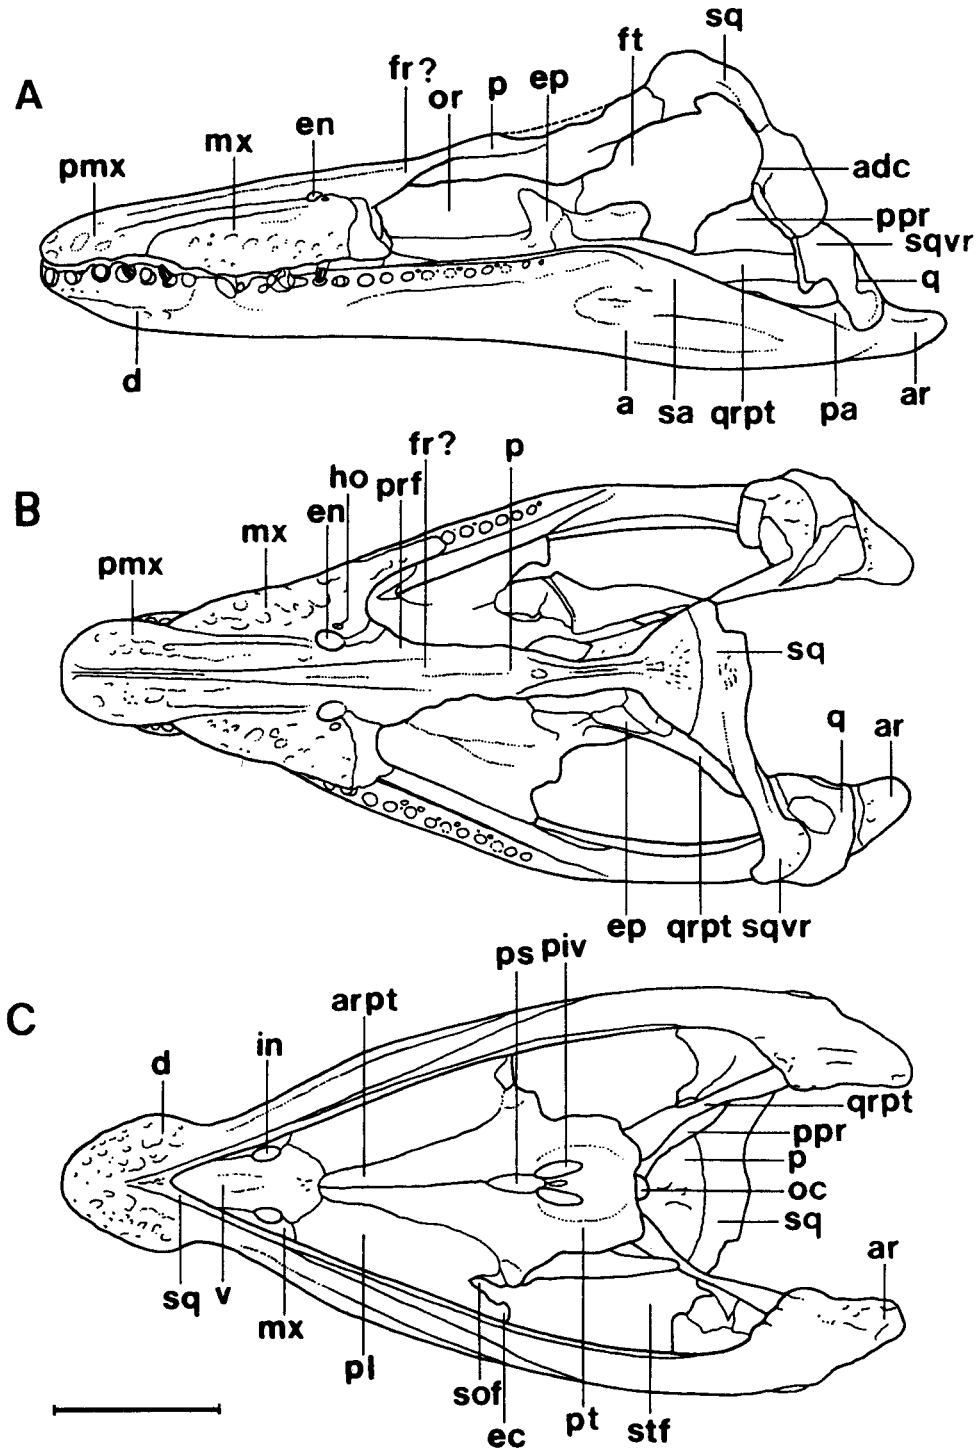 A
sq
ft
fr?
or
p
ep
en
mx
pmx
adc
ppr
sqvr
q
d
a
sa
qrpt
pa
ar
B
fr?
p
ho
prf
en
mx
pmx
sq
q
ar
ep
qrpt
sqvr
C
ps
piv
arpt
in
d
qrpt
ppr
p
oc
sq
ar
sq
v
mx
pl
sof
ec
pt
stf